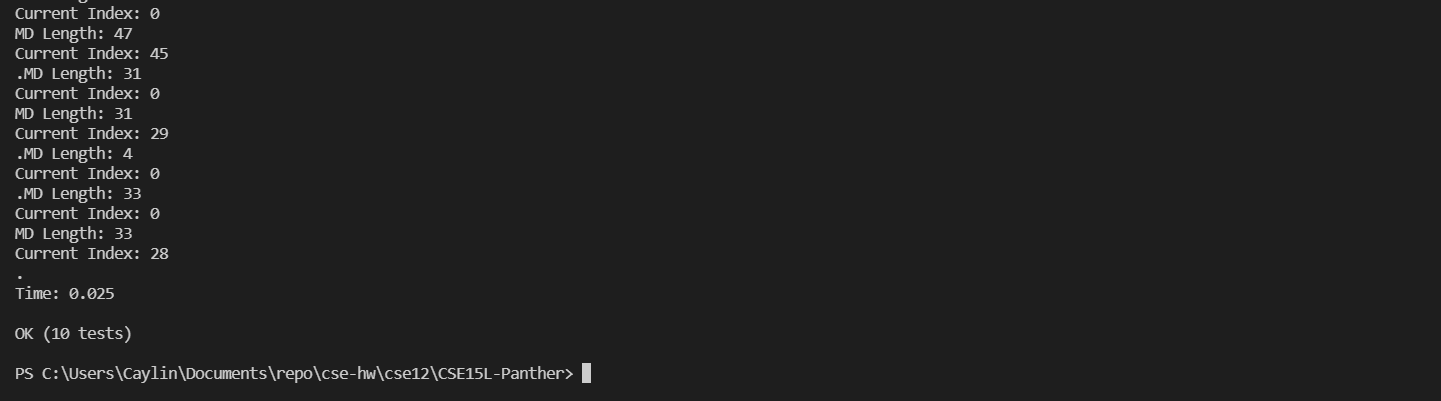 Current Index: 0
MD Length: 47
Current Index: 45
.MD Length: 31
Current Index: 0
MD Length: 31
Current Index: 29
.MD Length: 4
Current Index: 0
.MD Length: 33
Current Index: 0
MD Length: 33
Current Index: 28
.
Time: 0.025
OK (10 tests)
PS C:\Users\Caylin\Documents\repo\cse-hw\cse12\CSE15L-Panther>